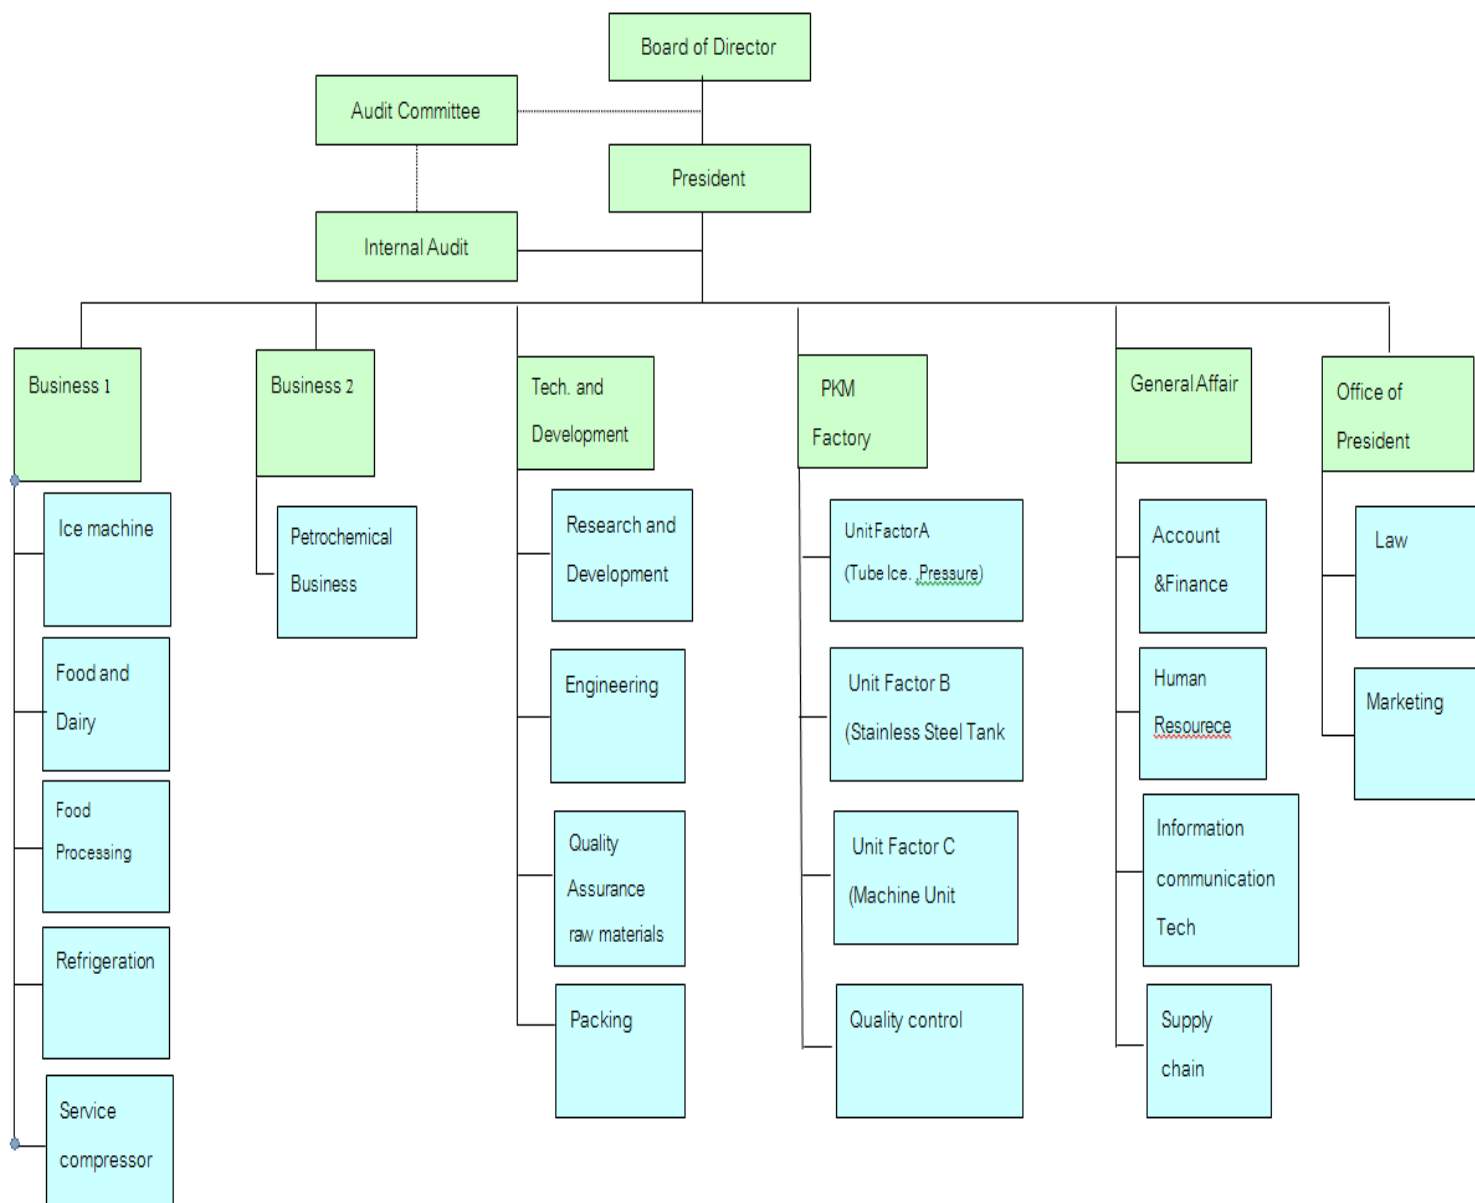 Board of Director
Audit Committee
President
Internal Audit
Business 1
Business 2
Tech. and
Development
PKM
Factory
General Affair
Office of
President
Ice machine
Food and
Dairy
Food
Processing
Refrigeration
Service
compressor
Petrochemical
Business
Research and
Development
Engineering
Quality
Assurance
raw materials
Packing
Unit Factor A
(Tube Ice. ,Pressure)
Unit Factor B
(Stainless Steel Tank
Unit Factor C
(Machine Unit
Quality control
Account
&Finance
Human
Resourece
Information
communication
Tech
Supply
chain
Law
Marketing